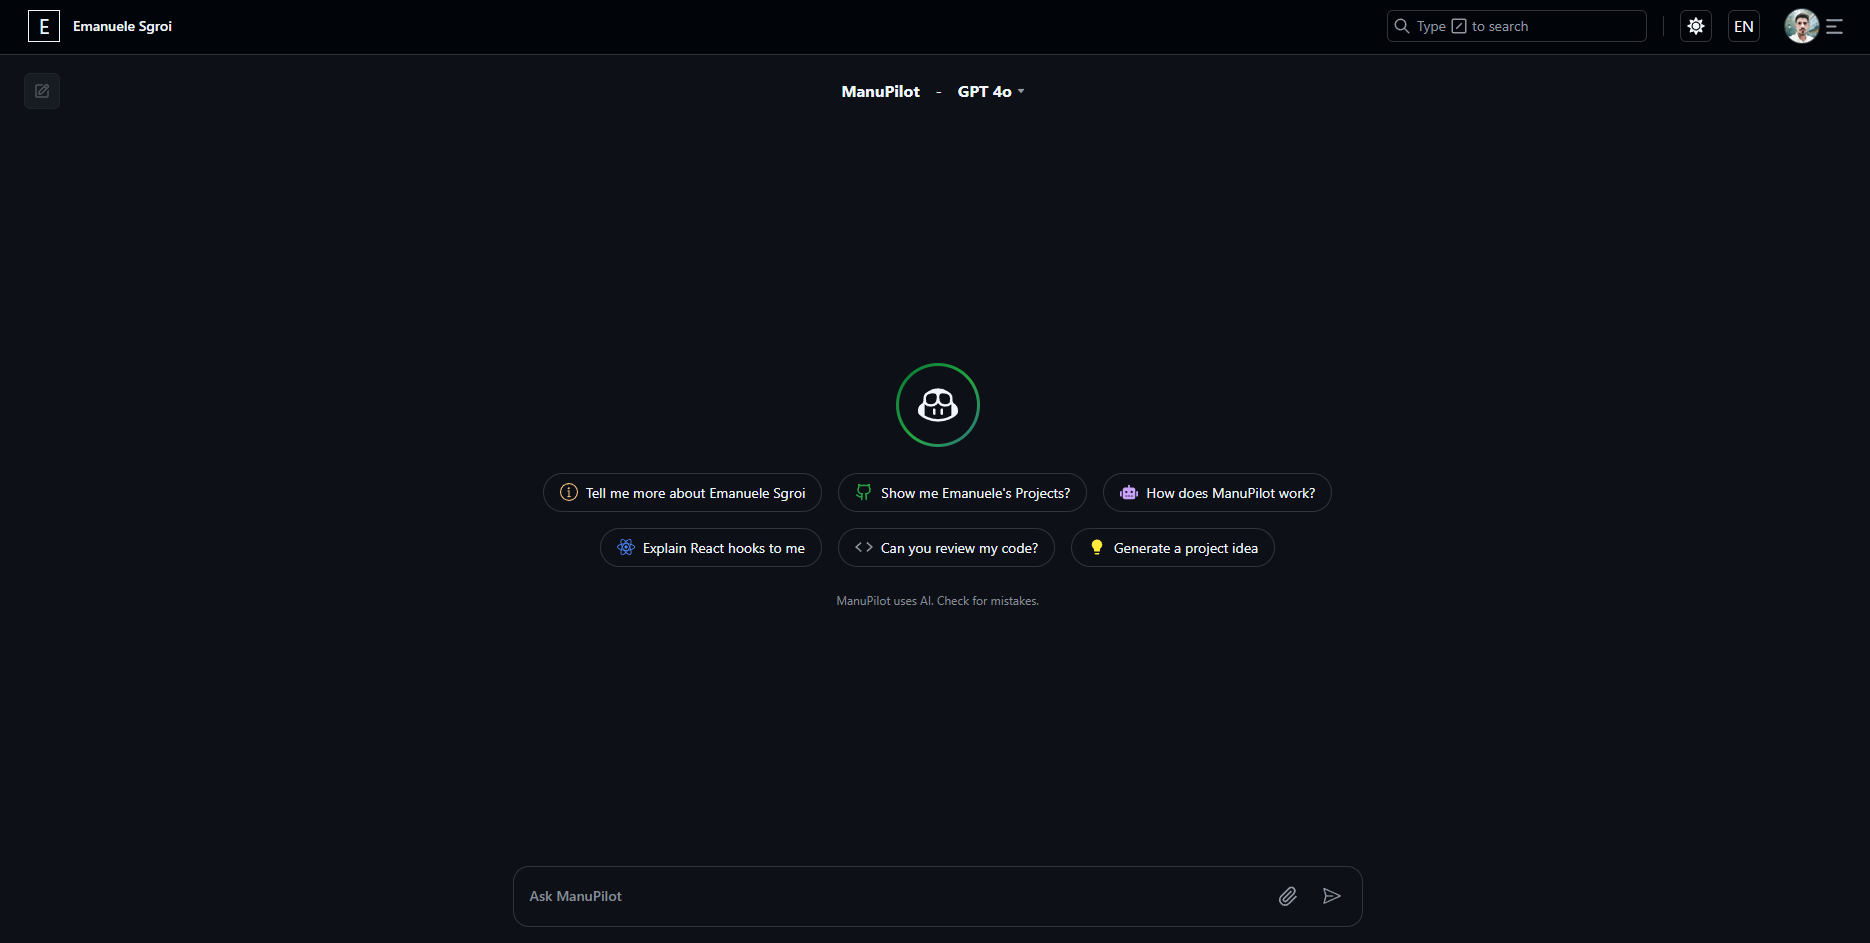 E Emanuele Sgroi Type / to search EN
ManuPilot - GPT 4o
Tell me more about Emanuele Sgroi Show me Emanuele's Projects? How does ManuPilot work?
Explain React hooks to me Can you review my code? Generate a project idea
ManuPilot uses AI. Check for mistakes.
Ask ManuPilot